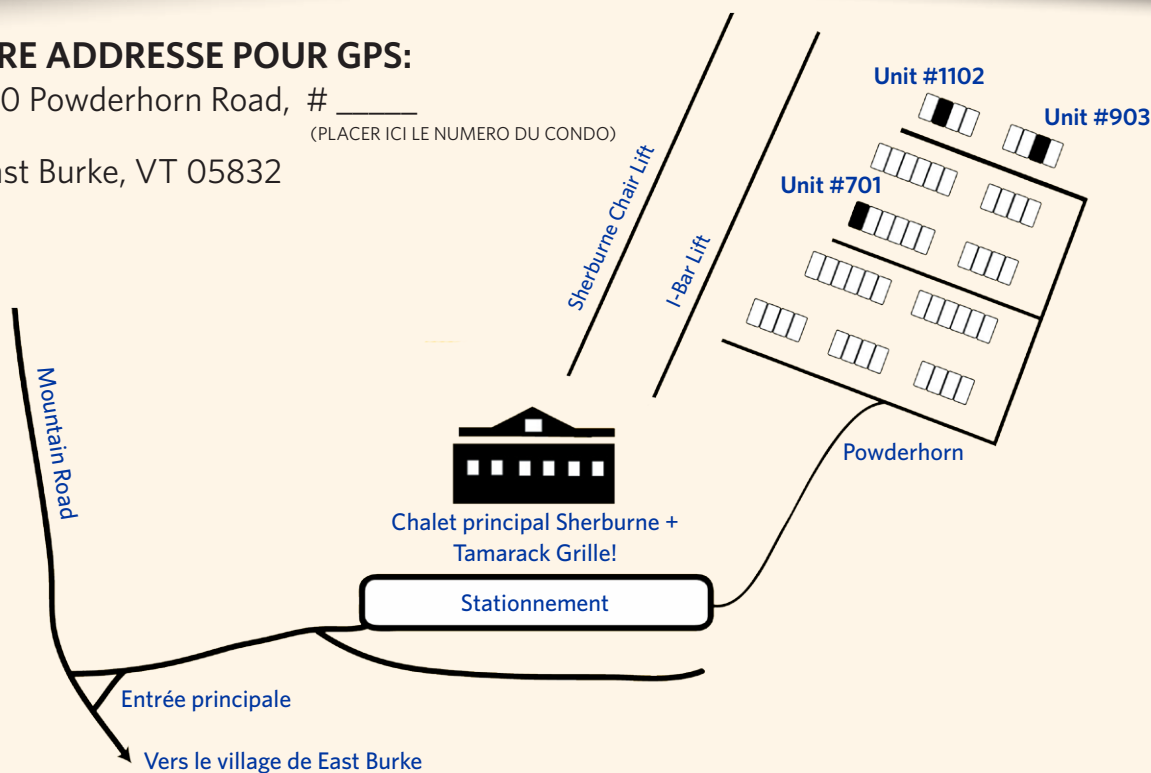 RE ADDRESSE POUR GPS:
0 Powderhorn Road, # _____
(PLACER ICI LE NUMERO DU CONDO)
st Burke, VT 05832
Unit #1102
Unit #903
Unit #701
Sherburne Chair Lift
I-Bar Lift
Mountain Road
Powderhorn
Chalet principal Sherburne +
Tamarack Grille!
Stationnement
Entrée principale
Vers le village de East Burke